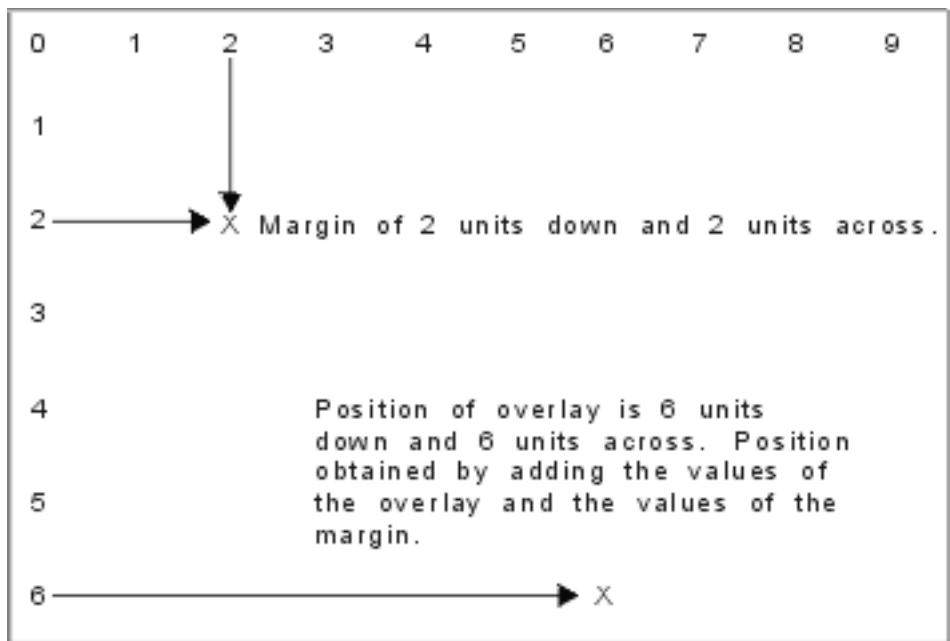 0 1 2 3 4 5 6 7 8 9
1
2 X Margin of 2 units down and 2 units across.
3
4 Position of overlay is 6 units
down and 6 units across. Position
obtained by adding the values of
5 the overlay and the values of the
margin.
6 X